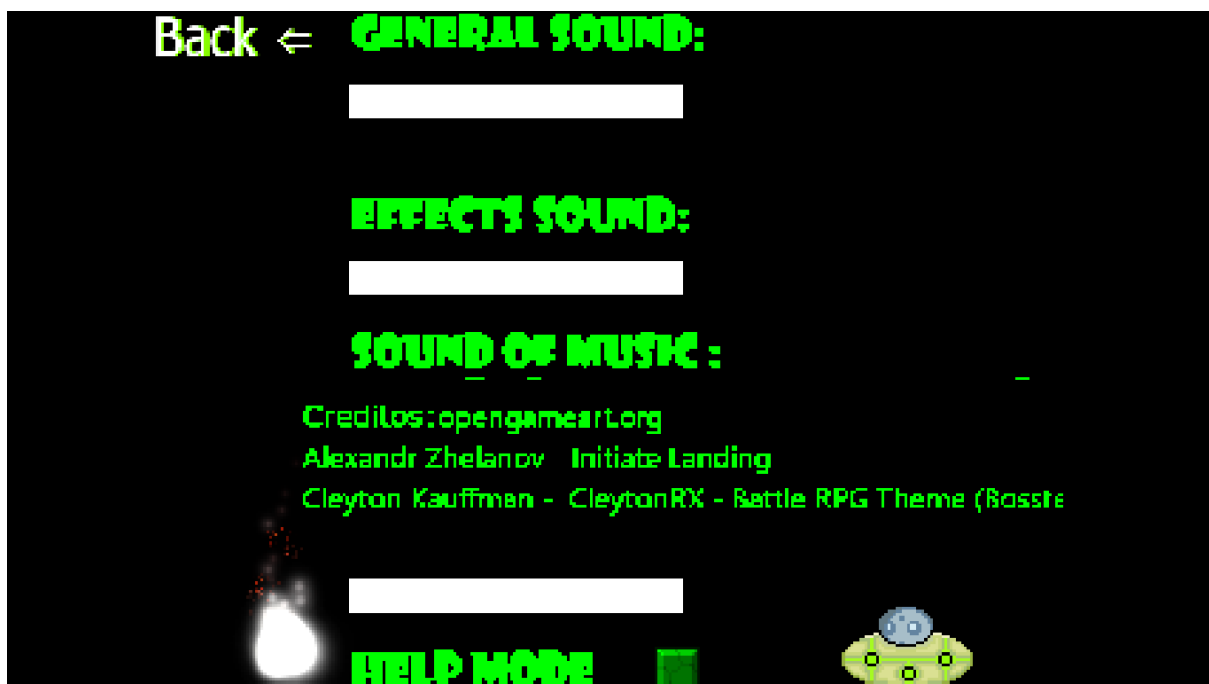 Back ⇐
GENERAL SOUND:
EFFECTS SOUND:
SOUND OF MUSIC :
Creditos:opengameart.org
Alexandr Zhelanov Initiate Landing
Cleyton Kauffman - CleytonRX - Battle RPG Theme
HELP MODE